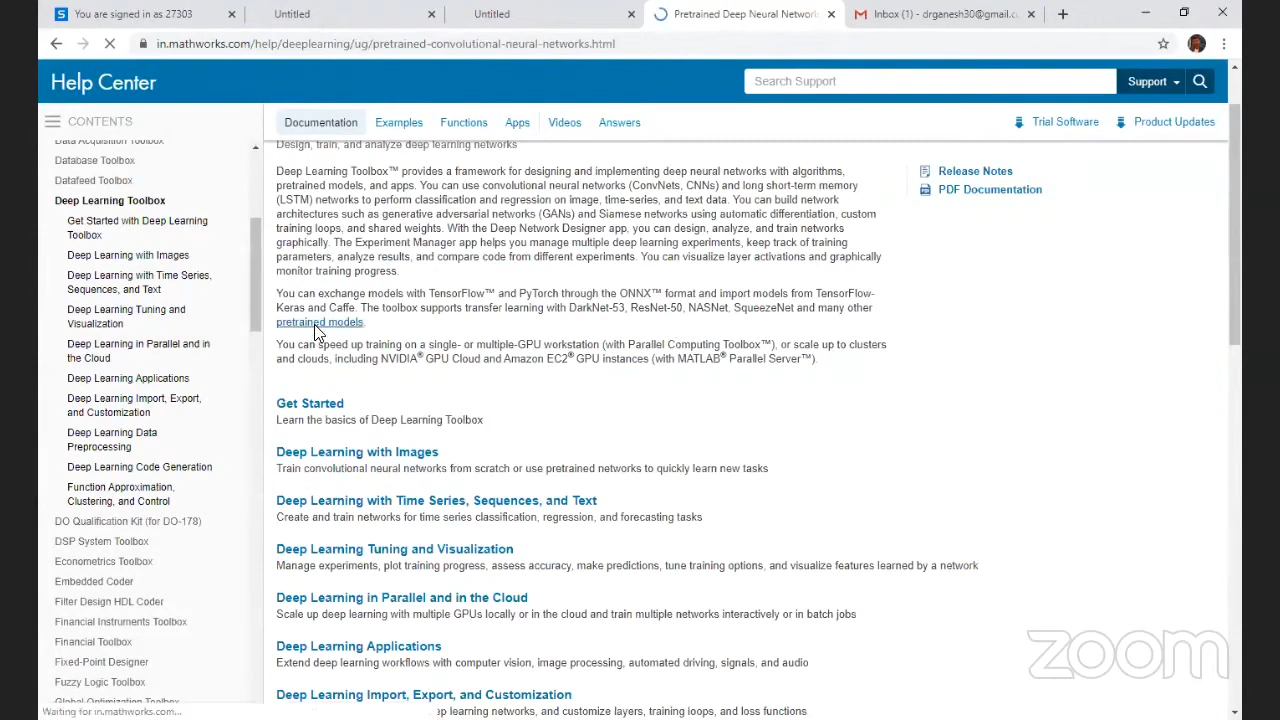 You are signed in as 27303
Untitled
Untitled
Pretrained Deep Neural Network
Inbox (1) - drganesh30@gmail.c
in.mathworks.com/help/deeplearning/ug/pretrained-convolutional-neural-networks.html
Help Center
Search Support
Support
CONTENTS
Documentation
Examples
Functions
Apps
Videos
Answers
Trial Software
Product Updates
Data Acquisition Toolbox
Database Toolbox
Datafeed Toolbox
Deep Learning Toolbox
Get Started with Deep Learning
Toolbox
Deep Learning with Images
Deep Learning with Time Series,
Sequences, and Text
Deep Learning Tuning and
Visualization
Deep Learning in Parallel and in
the Cloud
Deep Learning Applications
Deep Learning Import, Export,
and Customization
Deep Learning Data
Preprocessing
Deep Learning Code Generation
Function Approximation,
Clustering, and Control
DO Qualification Kit (for DO-178)
DSP System Toolbox
Econometrics Toolbox
Embedded Coder
Filter Design HDL Coder
Financial Instruments Toolbox
Financial Toolbox
Fixed-Point Designer
Fuzzy Logic Toolbox
Global Optimization Toolbox
Waiting for in.mathworks.com...
Design, train, and analyze deep learning networks
Deep Learning Toolbox™ provides a framework for designing and implementing deep neural networks with algorithms,
pretrained models, and apps. You can use convolutional neural networks (ConvNets, CNNs) and long short-term memory
(LSTM) networks to perform classification and regression on image, time-series, and text data. You can build network
architectures such as generative adversarial networks (GANs) and Siamese networks using automatic differentiation, custom
training loops, and shared weights. With the Deep Network Designer app, you can design, analyze, and train networks
graphically. The Experiment Manager app helps you manage multiple deep learning experiments, keep track of training
parameters, analyze results, and compare code from different experiments. You can visualize layer activations and graphically
monitor training progress.
You can exchange models with TensorFlow™ and PyTorch through the ONNX™ format and import models from TensorFlow-
Keras and Caffe. The toolbox supports transfer learning with DarkNet-53, ResNet-50, NASNet, SqueezeNet and many other
pretrained models.
You can speed up training on a single- or multiple-GPU workstation (with Parallel Computing Toolbox™), or scale up to clusters
and clouds, including NVIDIA® GPU Cloud and Amazon EC2® GPU instances (with MATLAB® Parallel Server™).
Release Notes
PDF Documentation
Get Started
Learn the basics of Deep Learning Toolbox
Deep Learning with Images
Train convolutional neural networks from scratch or use pretrained networks to quickly learn new tasks
Deep Learning with Time Series, Sequences, and Text
Create and train networks for time series classification, regression, and forecasting tasks
Deep Learning Tuning and Visualization
Manage experiments, plot training progress, assess accuracy, make predictions, tune training options, and visualize features learned by a network
Deep Learning in Parallel and in the Cloud
Scale up deep learning with multiple GPUs locally or in the cloud and train multiple networks interactively or in batch jobs
Deep Learning Applications
Extend deep learning workflows with computer vision, image processing, automated driving, signals, and audio
Deep Learning Import, Export, and Customization
ep learning networks, and customize layers, training loops, and loss functions
zoom